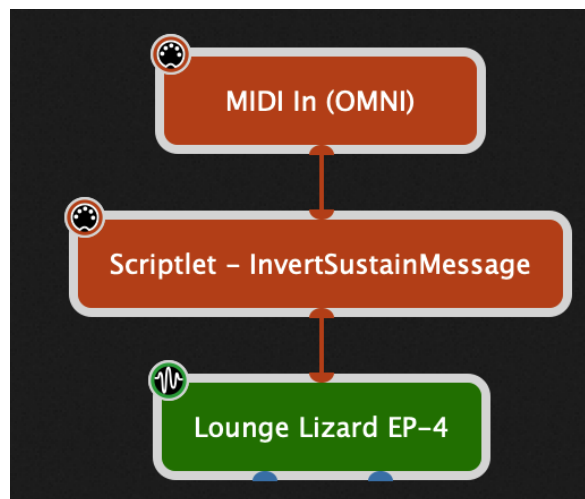 MIDI In (OMNI)
Scriptlet – InvertSustainMessage
Lounge Lizard EP–4